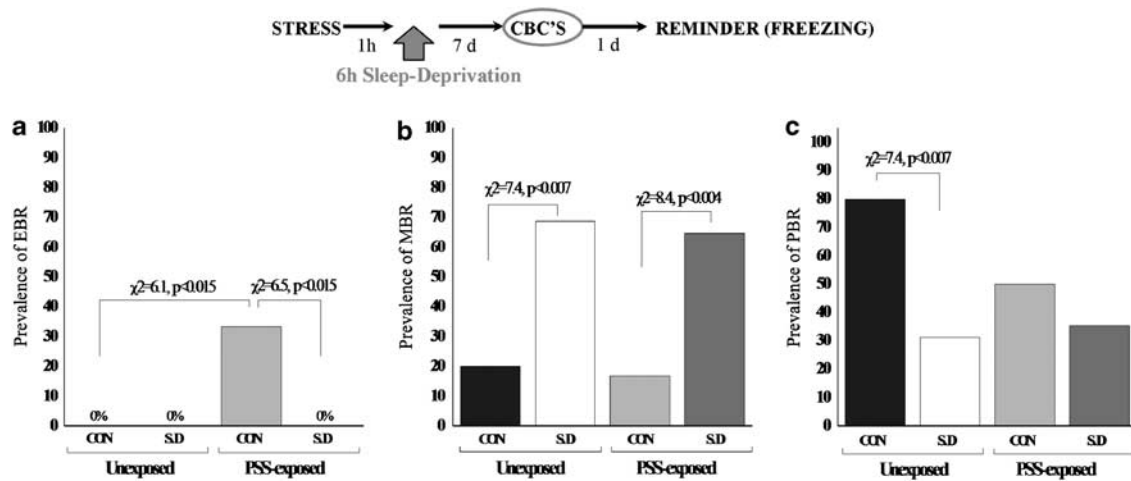 STRESS 1h 7 d CBC'S 1 d REMINDER (FREEZING)
6h Sleep-Deprivation
a
Prevalence of EBR
100
90
80
70
60
50
40
30
20
10
0
χ2=6.1, p<0.015
χ2=6.5, p<0.015
0% 0% 0%
CON S.D CON S.D
Unexposed PSS-exposed
b
Prevalence of MBR
100
90
80
70
60
50
40
30
20
10
0
χ2=7.4, p<0.007
χ2=8.4, p<0.004
CON S.D CON S.D
Unexposed PSS-exposed
c
Prevalence of PBR
100
90
80
70
60
50
40
30
20
10
0
χ2=7.4, p<0.007
CON S.D CON S.D
Unexposed PSS-exposed